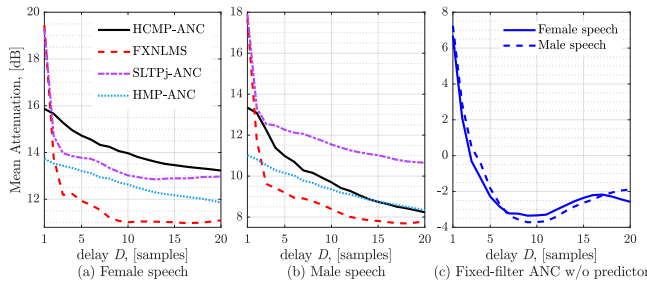 Mean Attenuation, [dB]
20
18
16
14
12
HCMP-ANC
FXNLMS
SLTPj-ANC
HMP-ANC
1
5
10
15
20
delay D, [samples]
(a) Female speech
18
16
14
12
10
8
1
5
10
15
20
delay D, [samples]
(b) Male speech
8
6
4
2
0
-2
-4
Female speech
Male speech
1
5
10
15
20
delay D, [samples]
(c) Fixed-filter ANC w/o predictor